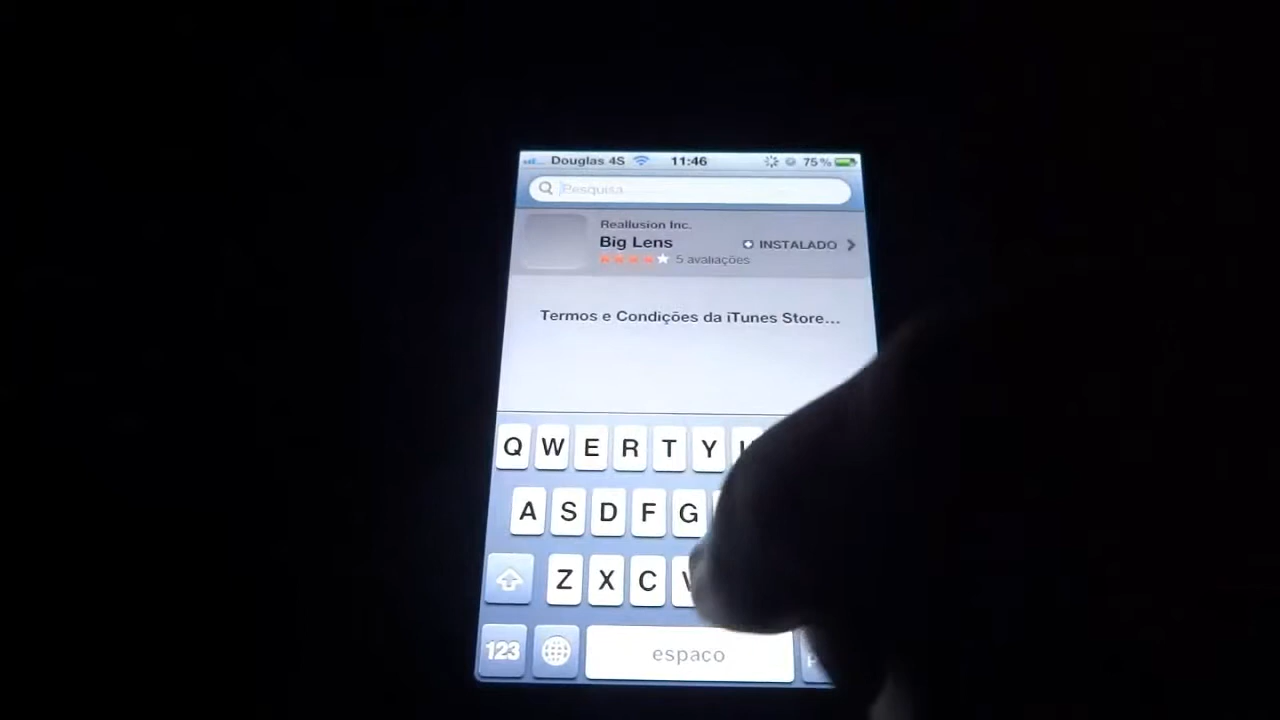 Douglas 4S 11:46 75%
Pesquisa
Reallusion Inc.
Big Lens
INSTALADO
5 avaliações
Termos e Condições da iTunes Store...
Q W E R T Y
A S D F G
Z X C V
123 espaco